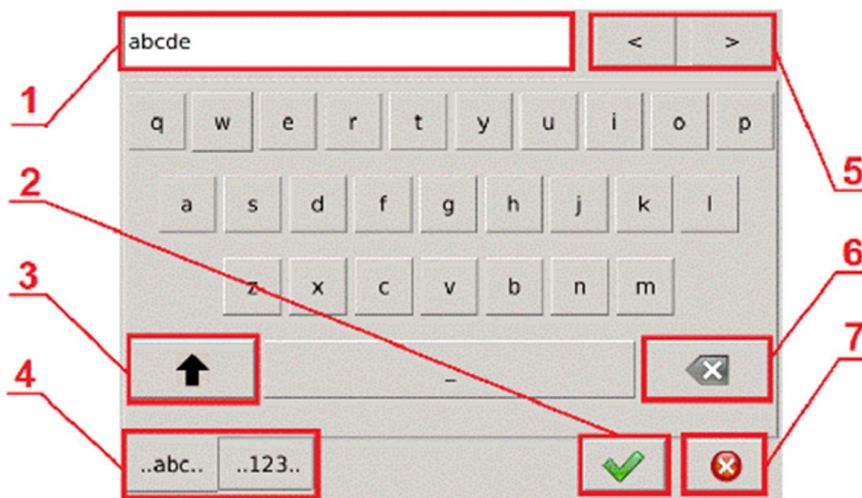 abcde < >
1
q w e r t y u i o p
5
2
a s d f g h j k l
6
3
z x c v b n m
7
_
4
..abc.. ..123..